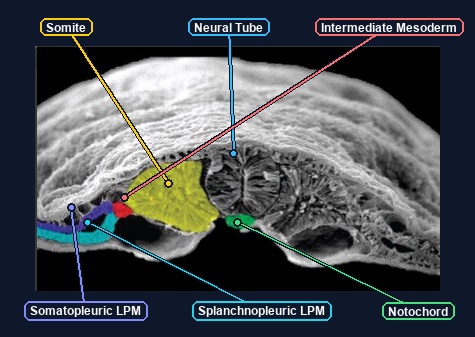 Somite
Neural Tube
Intermediate Mesoderm
Somatopleuric LPM
Splanchnopleuric LPM
Notochord